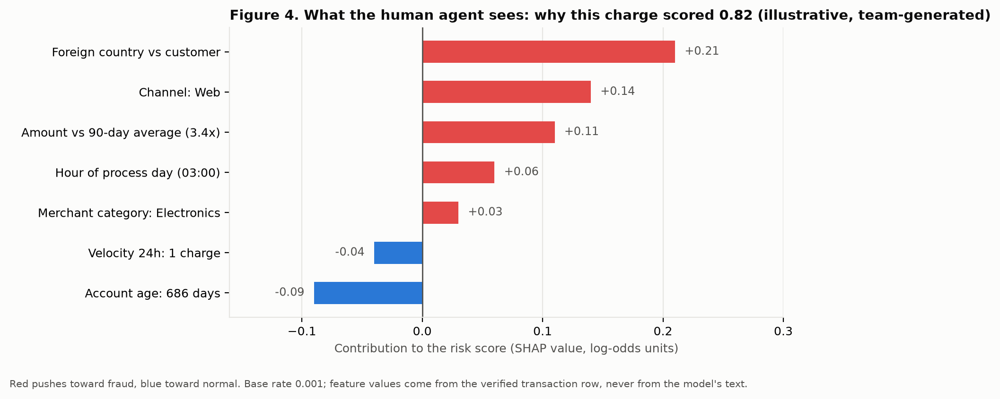 Figure 4. What the human agent sees: why this charge scored 0.82 (illustrative, team-generated)
Foreign country vs customer
+0.21
Channel: Web
+0.14
Amount vs 90-day average (3.4x)
+0.11
Hour of process day (03:00)
+0.06
Merchant category: Electronics
+0.03
Velocity 24h: 1 charge
-0.04
Account age: 686 days
-0.09
−0.1 0.0 0.1 0.2 0.3
Contribution to the risk score (SHAP value, log-odds units)
Red pushes toward fraud, blue toward normal. Base rate 0.001; feature values come from the verified transaction row, never from the model's text.